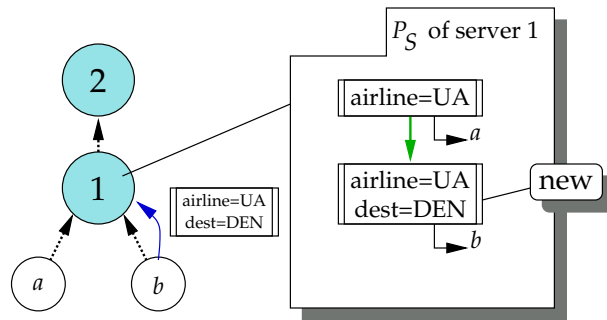 P_S of server 1
2
airline=UA
a
1
airline=UA
dest=DEN
new
airline=UA
dest=DEN
b
a
b